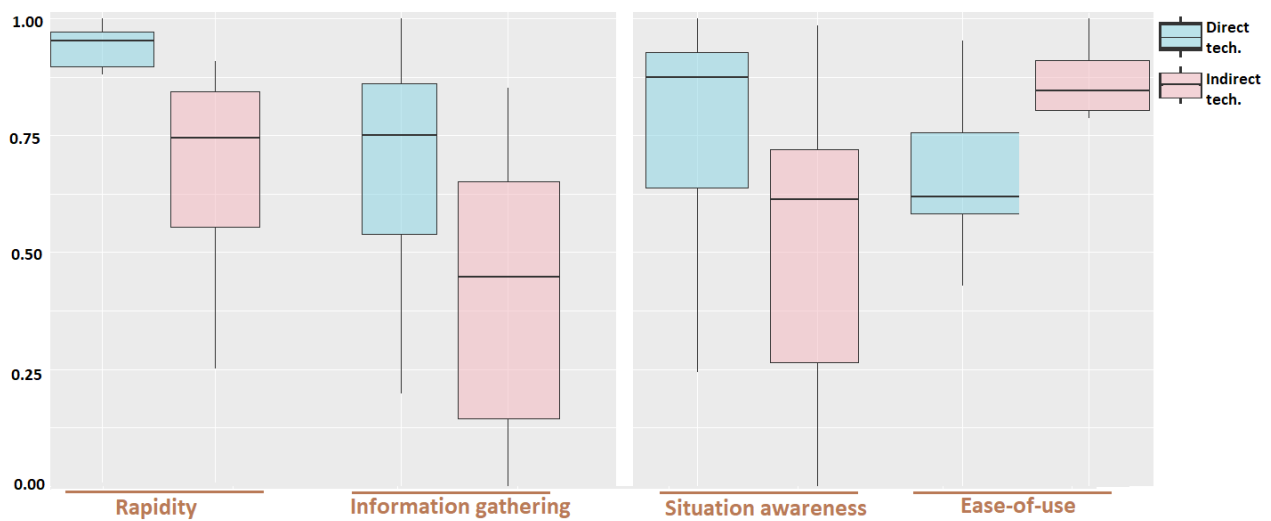 1.00
0.75
0.50
0.25
0.00
Rapidity
Information gathering
Situation awareness
Ease-of-use
Direct
tech.
Indirect
tech.